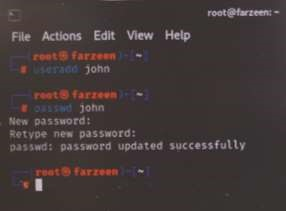 root@farzeen: ~
File Actions Edit View Help
┌──(root㉿farzeen)-[~]
└─# useradd john
┌──(root㉿farzeen)-[~]
└─# passwd john
New password:
Retype new password:
passwd: password updated successfully
┌──(root㉿farzeen)-[~]
└─#